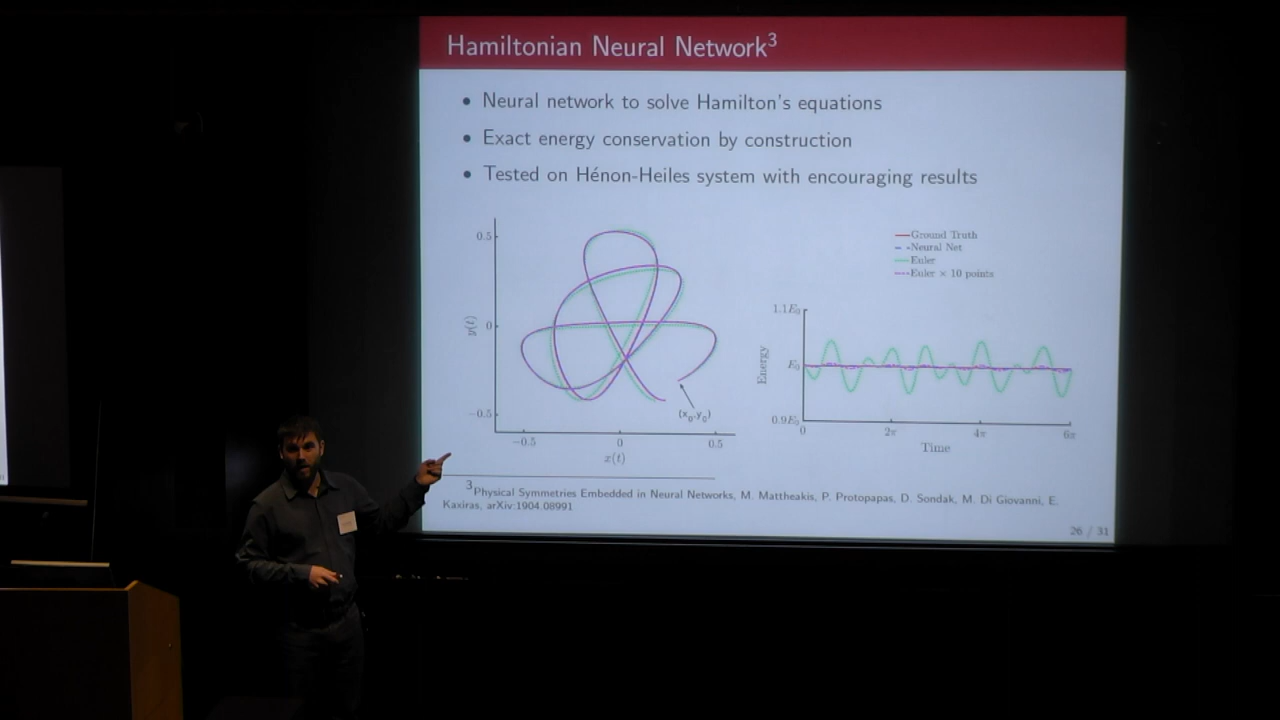 Hamiltonian Neural Network³
• Neural network to solve Hamilton's equations
• Exact energy conservation by construction
• Tested on Hénon-Heiles system with encouraging results
Ground Truth
Neural Net
Euler
Euler × 10 points
0.5
0
−0.5
y(t)
−0.5 0 0.5
x(t)
(x₀,y₀)
1.1E₀
E₀
0.9E₀
Energy
0 2π 4π 6π
Time
³Physical Symmetries Embedded in Neural Networks, M. Mattheakis, P. Protopapas, D. Sondak, M. Di Giovanni, E.
Kaxiras, arXiv:1904.08991
26 / 31